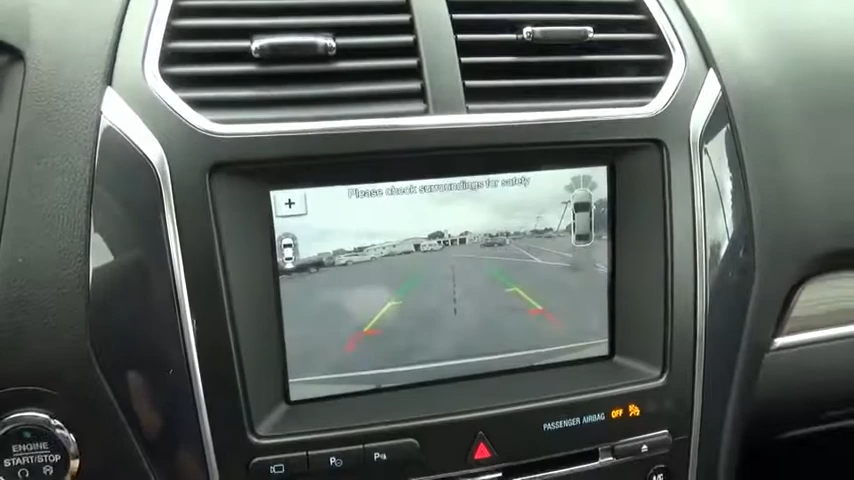 Please check surroundings for safety
+
PASSENGER AIRBAG OFF
ENGINE
START/STOP
A/C